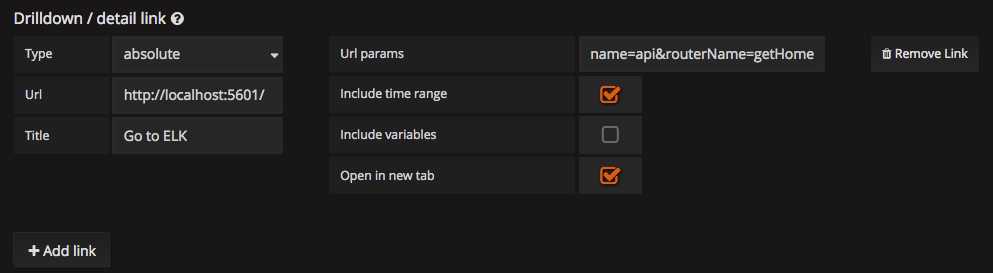 Drilldown / detail link
Type absolute Url params name=api&routerName=getHome Remove Link
Url http://localhost:5601/ Include time range
Title Go to ELK Include variables
Open in new tab
+ Add link